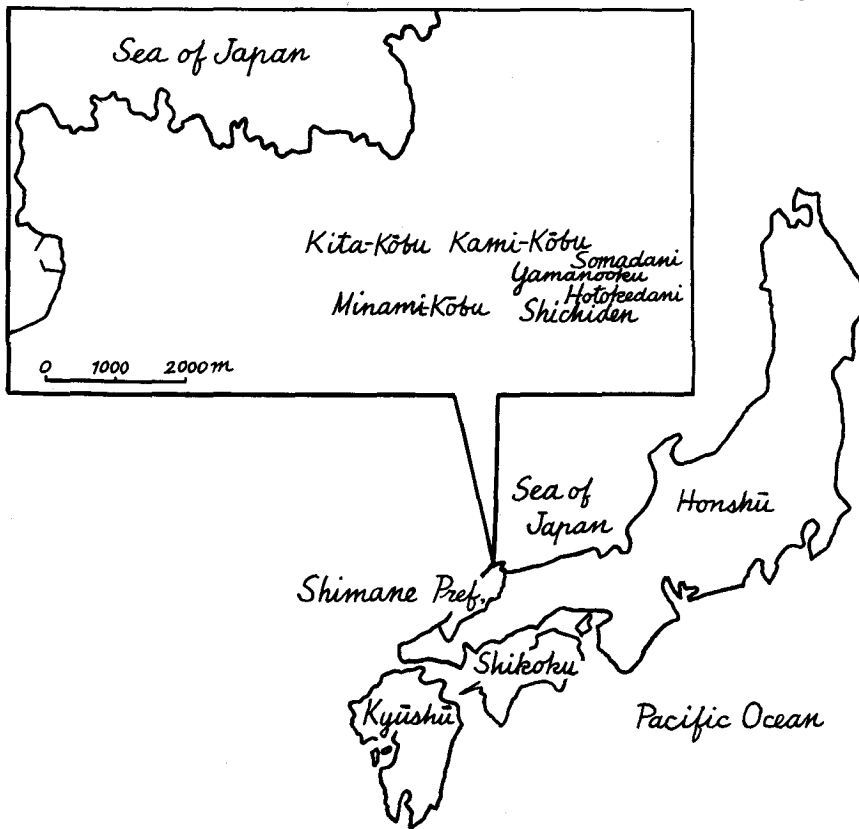 Sea of Japan
Kita-Kōbu Kami-Kōbu
Somadani
Yamanooku
Hotokedani
Minami-Kōbu Shichiden
0 1000 2000 m
Sea of
Japan
Honshū
Shimane Pref.
Shikoku
Kyūshū
Pacific Ocean